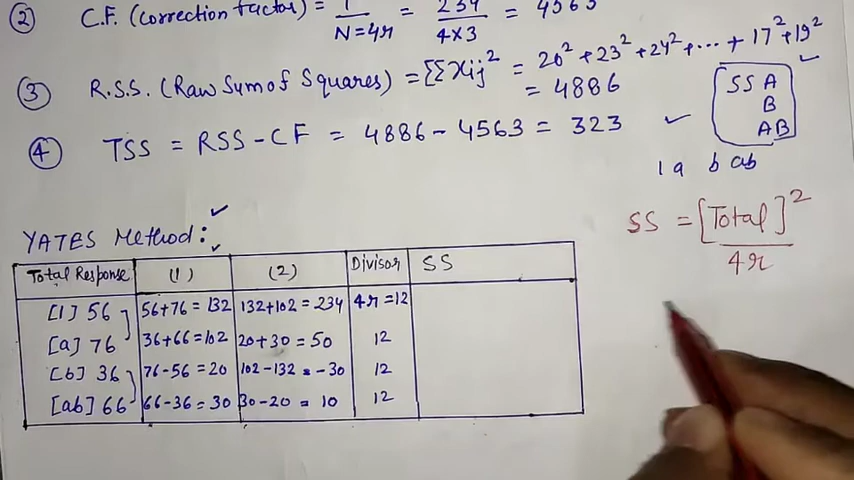 ② C.F. (correction factor) = 1 / N=4r = 234 / 4x3 = 4563
③ R.S.S. (Raw Sum of Squares) = [ΣΣxij² = 20² + 23² + 24² + ... + 17² + 19² ✓
= 4886
SS A
B
AB
④ TSS = RSS - CF = 4886 - 4563 = 323 ✓
1 a b ab
SS = [Total]² / 4r
YATES Method:
Total Response (1) (2) Divisor SS
[1] 56 56+76 = 132 132+102 = 234 4r = 12
[a] 76 36+66 = 102 20+30 = 50 12
[b] 36 76-56 = 20 102-132 = -30 12
[ab] 66 66-36 = 30 30-20 = 10 12